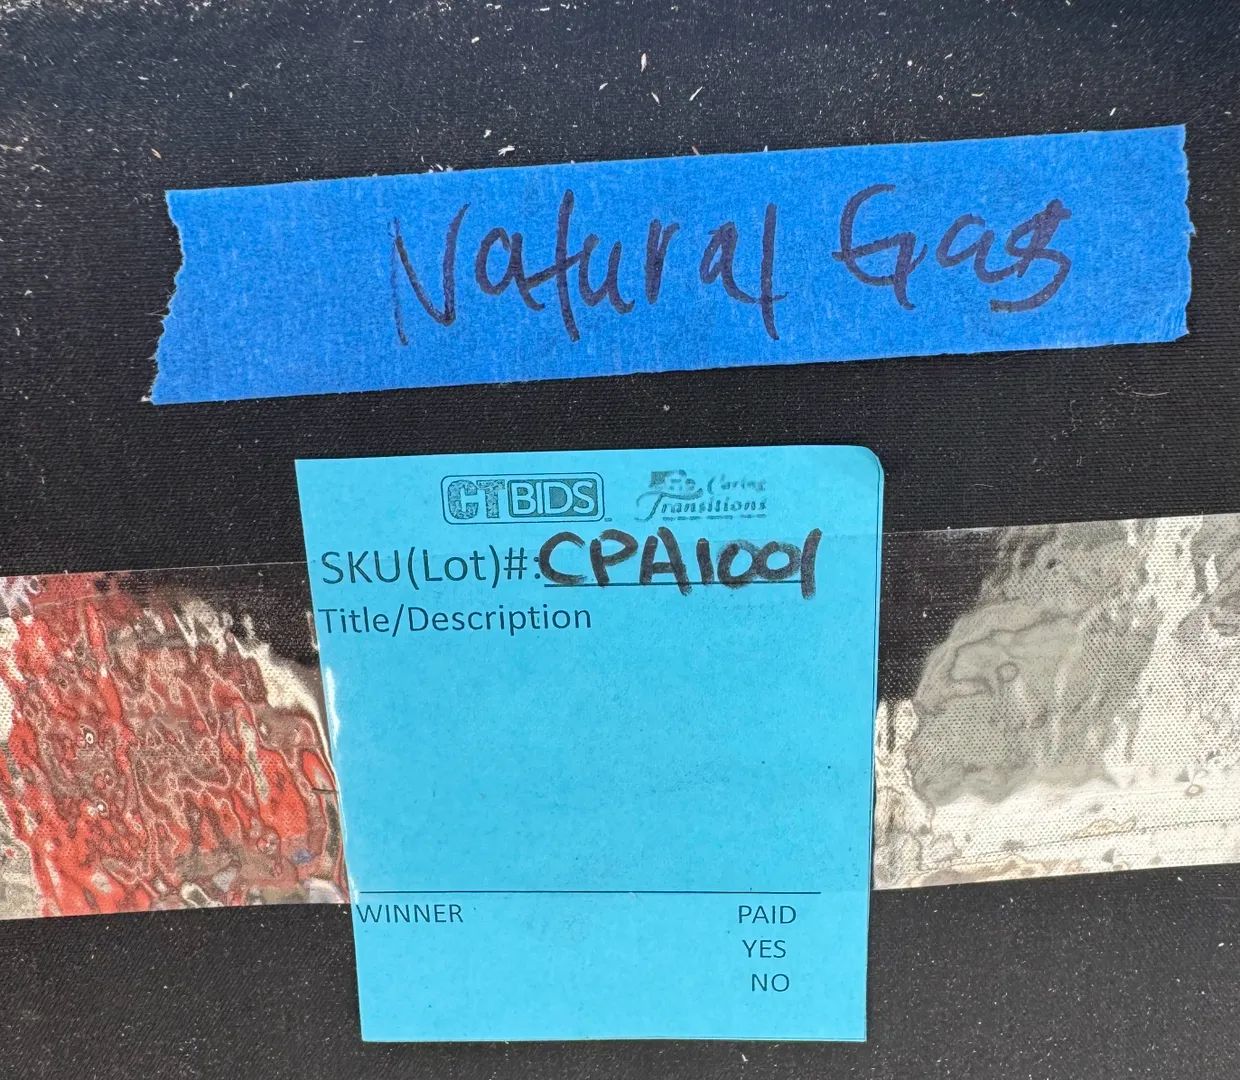 Natural Gas
CTBIDS Caring
Transitions
SKU(Lot)#: CPA1001
Title/Description
WINNER PAID
YES
NO